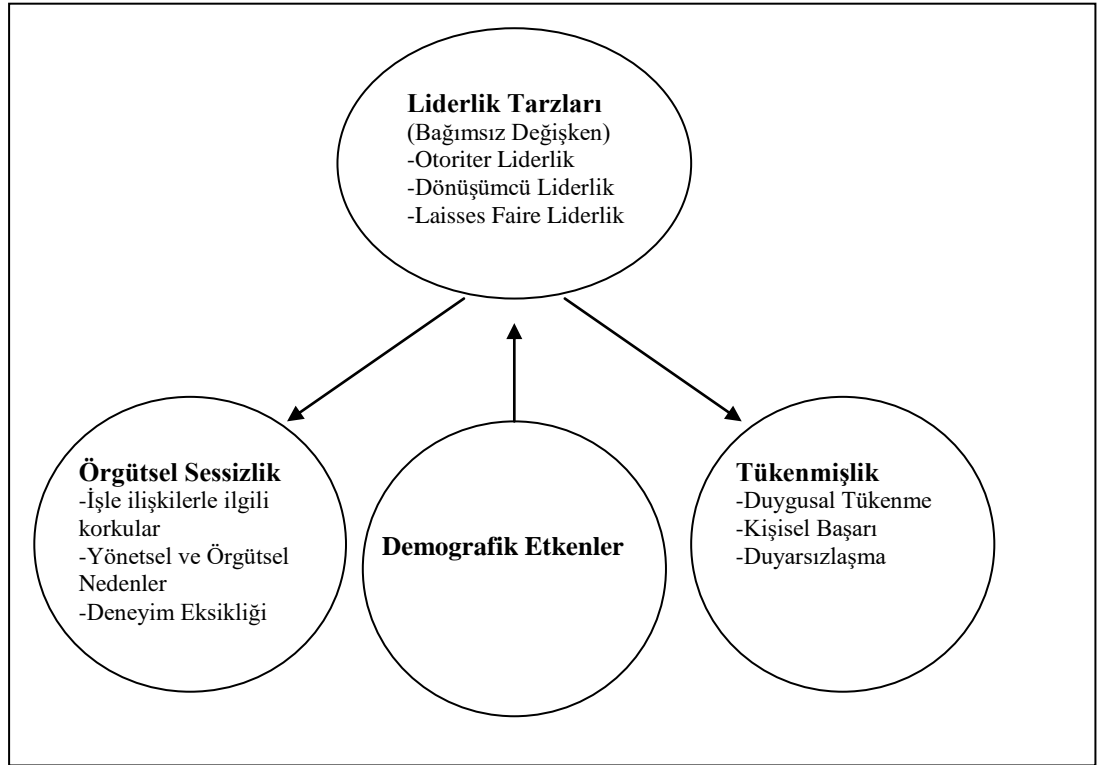 Liderlik Tarzları
(Bağımsız Değişken)
-Otoriter Liderlik
-Dönüşümcü Liderlik
-Laisses Faire Liderlik
Örgütsel Sessizlik
-İşle ilişkilerle ilgili
korkular
-Yönetsel ve Örgütsel
Nedenler
-Deneyim Eksikliği
Demografik Etkenler
Tükenmişlik
-Duygusal Tükenme
-Kişisel Başarı
-Duyarsızlaşma